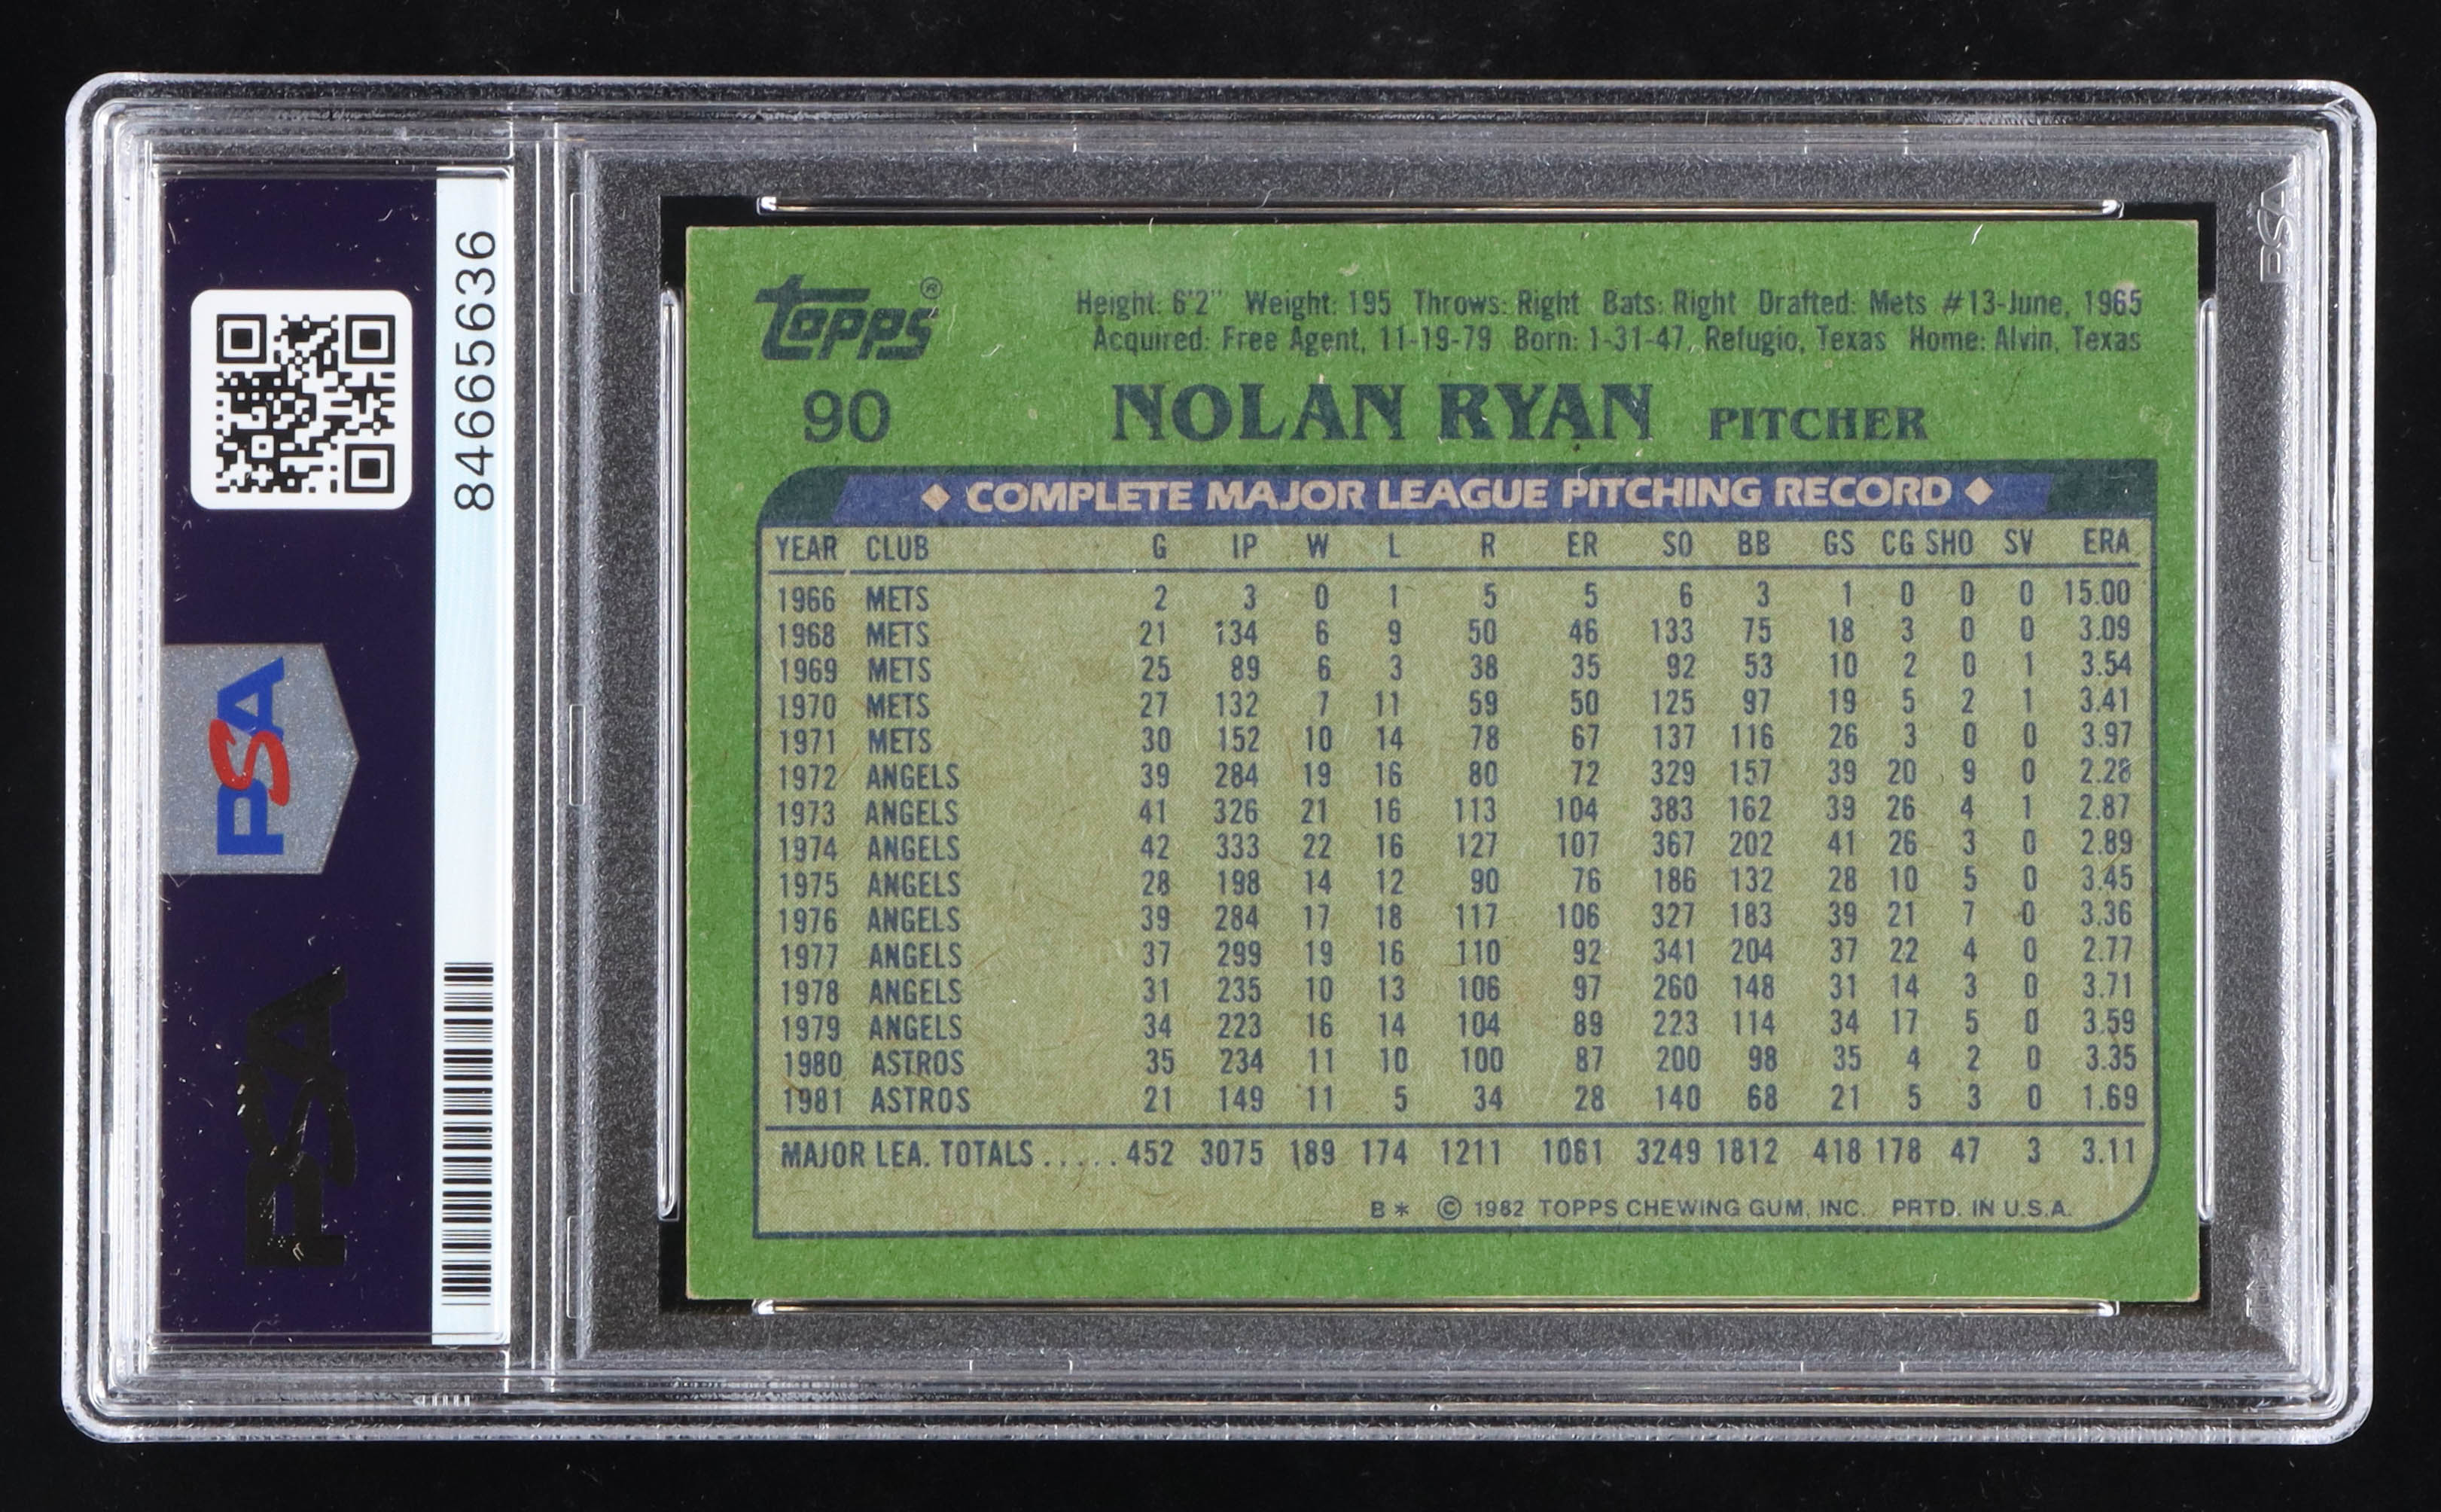 84665636
PSA
PSA
PSA
topps®
Height: 6'2" Weight: 195 Throws: Right Bats: Right Drafted: Mets #13-June, 1965
Acquired: Free Agent, 11-19-79 Born: 1-31-47, Refugio, Texas Home: Alvin, Texas
90 NOLAN RYAN PITCHER
COMPLETE MAJOR LEAGUE PITCHING RECORD
YEAR CLUB G IP W L R ER SO BB GS CG SHO SV ERA
1966 METS 2 3 0 1 5 5 6 3 1 0 0 0 15.00
1968 METS 21 134 6 9 50 46 133 75 18 3 0 0 3.09
1969 METS 25 89 6 3 38 35 92 53 10 2 0 1 3.54
1970 METS 27 132 7 11 59 50 125 97 19 5 2 1 3.41
1971 METS 30 152 10 14 78 67 137 116 26 3 0 0 3.97
1972 ANGELS 39 284 19 16 80 72 329 157 39 20 9 0 2.28
1973 ANGELS 41 326 21 16 113 104 383 162 39 26 4 1 2.87
1974 ANGELS 42 333 22 16 127 107 367 202 41 26 3 0 2.89
1975 ANGELS 28 198 14 12 90 76 186 132 28 10 5 0 3.45
1976 ANGELS 39 284 17 18 117 106 327 183 39 21 7 0 3.36
1977 ANGELS 37 299 19 16 110 92 341 204 37 22 4 0 2.77
1978 ANGELS 31 235 10 13 106 97 260 148 31 14 3 0 3.71
1979 ANGELS 34 223 16 14 104 89 223 114 34 17 5 0 3.59
1980 ASTROS 35 234 11 10 100 87 200 98 35 4 2 0 3.35
1981 ASTROS 21 149 11 5 34 28 140 68 21 5 3 0 1.69
MAJOR LEA. TOTALS ..... 452 3075 189 174 1211 1061 3249 1812 418 178 47 3 3.11
B* © 1982 TOPPS CHEWING GUM, INC. PRTD. IN U.S.A.